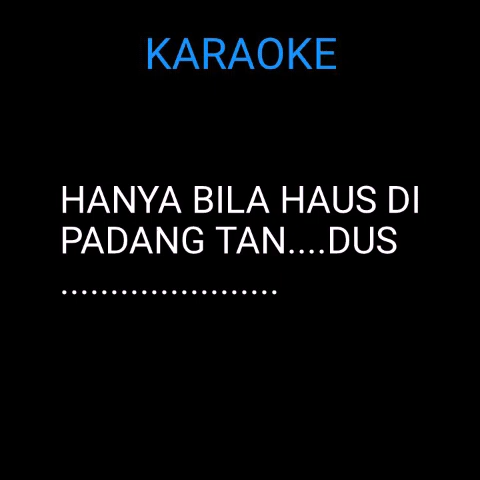 KARAOKE
HANYA BILA HAUS DI
PADANG TAN....DUS
......................